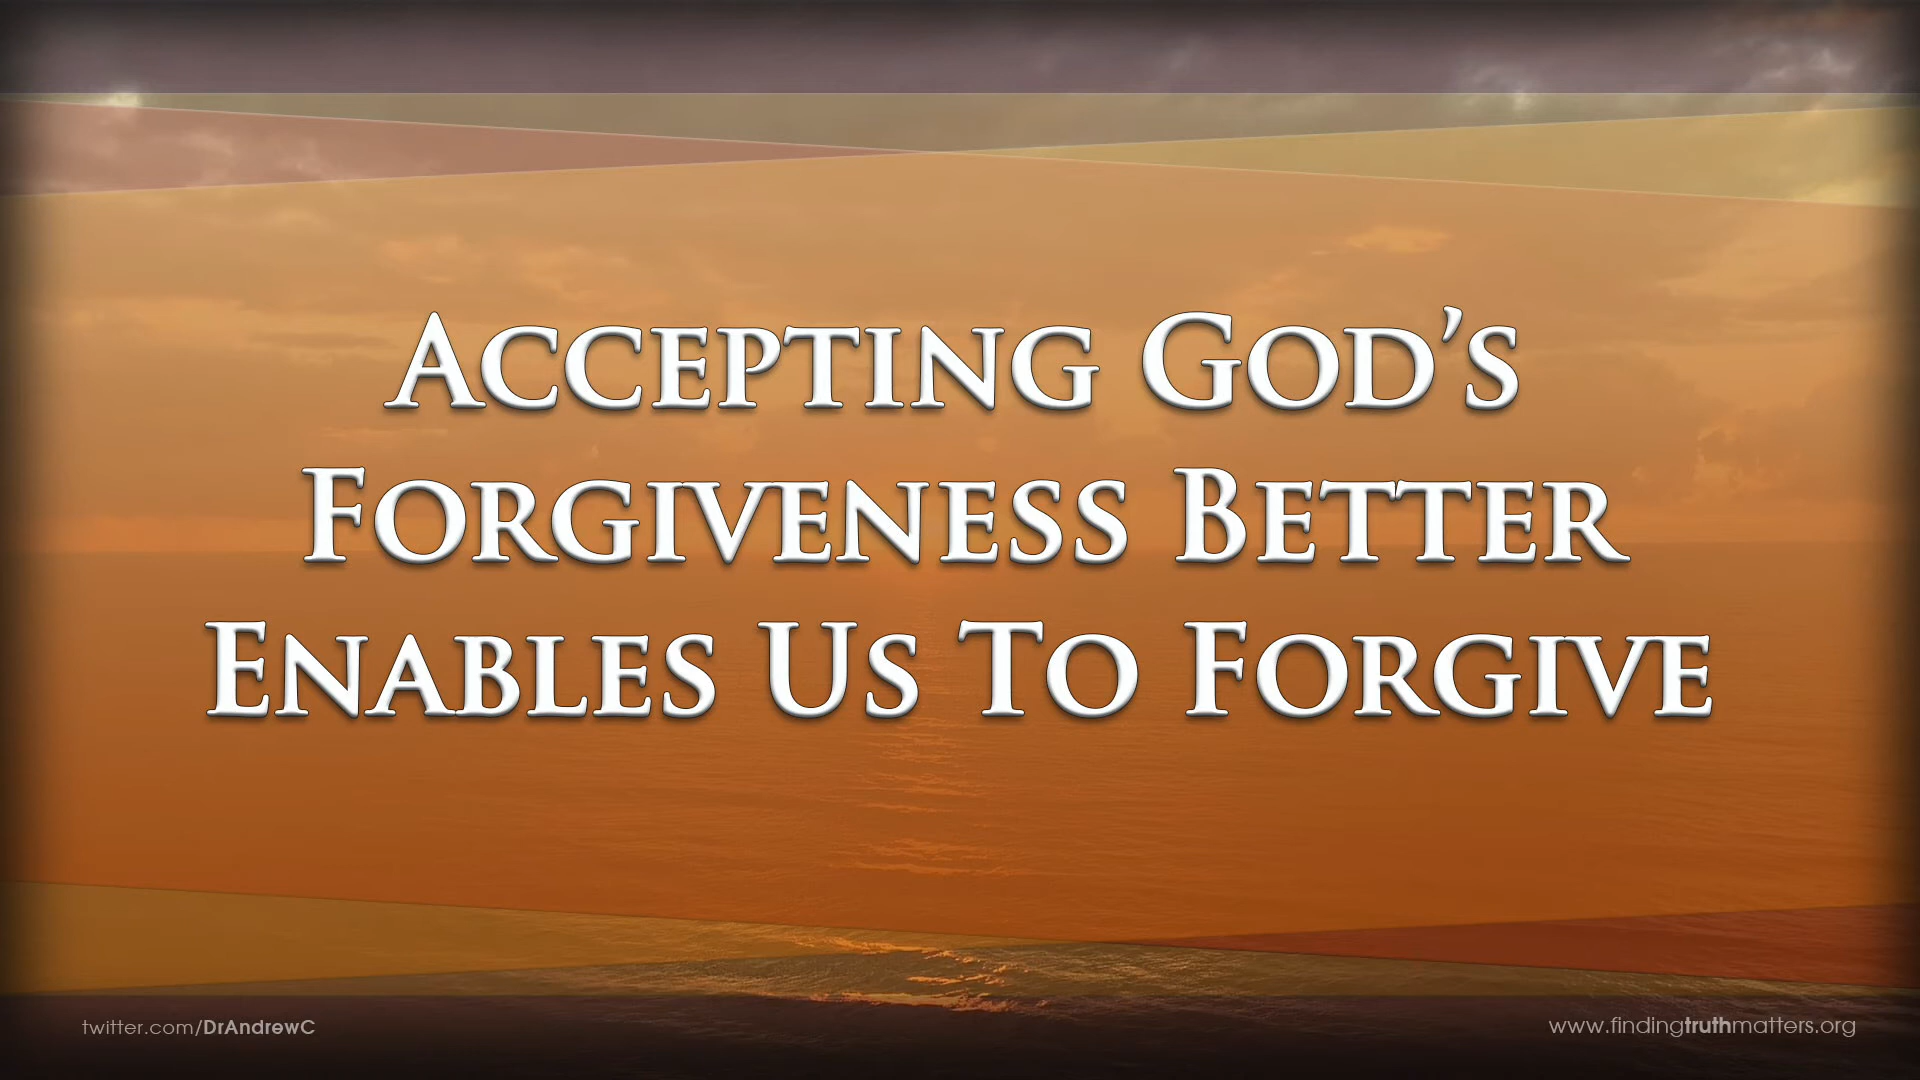 Accepting God’s
Forgiveness Better
Enables Us To Forgive
twitter.com/DrAndrewC
www.findingtruthmatters.org